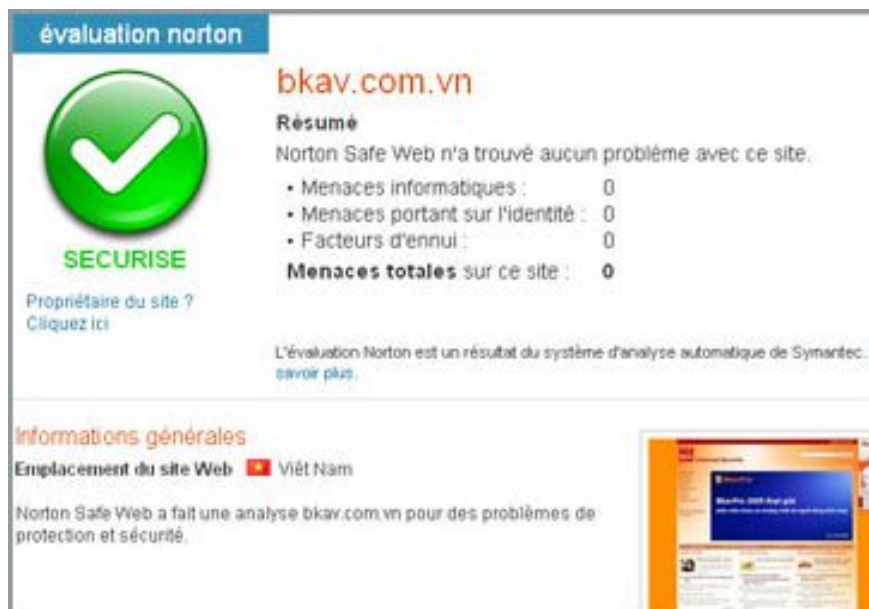 évaluation norton
bkav.com.vn
Résumé
Norton Safe Web n'a trouvé aucun problème avec ce site.
• Menaces informatiques : 0
• Menaces portant sur l'identité : 0
• Facteurs d'ennui : 0
Menaces totales sur ce site : 0
SECURISE
Propriétaire du site ?
Cliquez ici
L'évaluation Norton est un résultat du système d'analyse automatique de Symantec.
savoir plus.
Informations générales
Emplacement du site Web Viêt Nam
Norton Safe Web a fait une analyse bkav.com.vn pour des problèmes de
protection et sécurité.